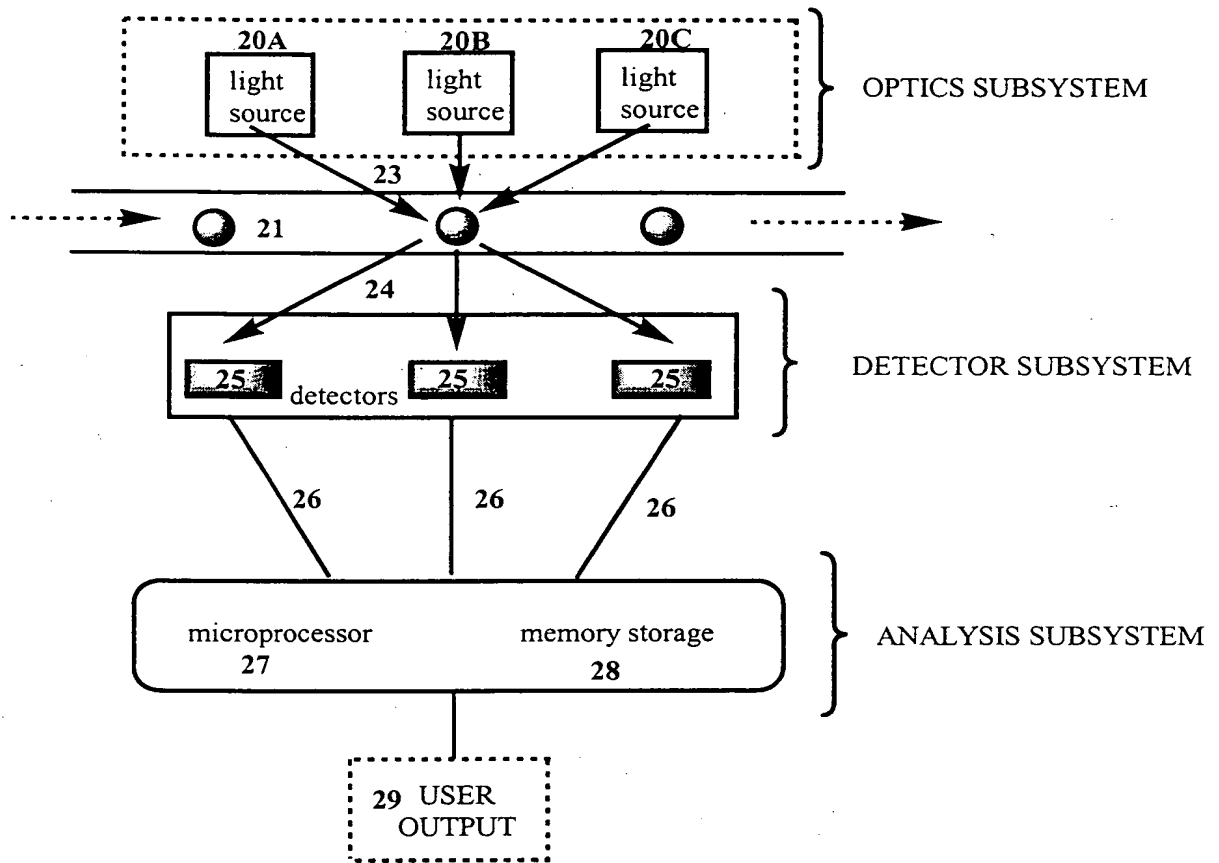 20A
20B
20C
light
source
light
source
light
source
OPTICS SUBSYSTEM
23
21
24
DETECTOR SUBSYSTEM
25
25
25
detectors
26
26
26
microprocessor
27
memory storage
28
ANALYSIS SUBSYSTEM
29 USER
OUTPUT